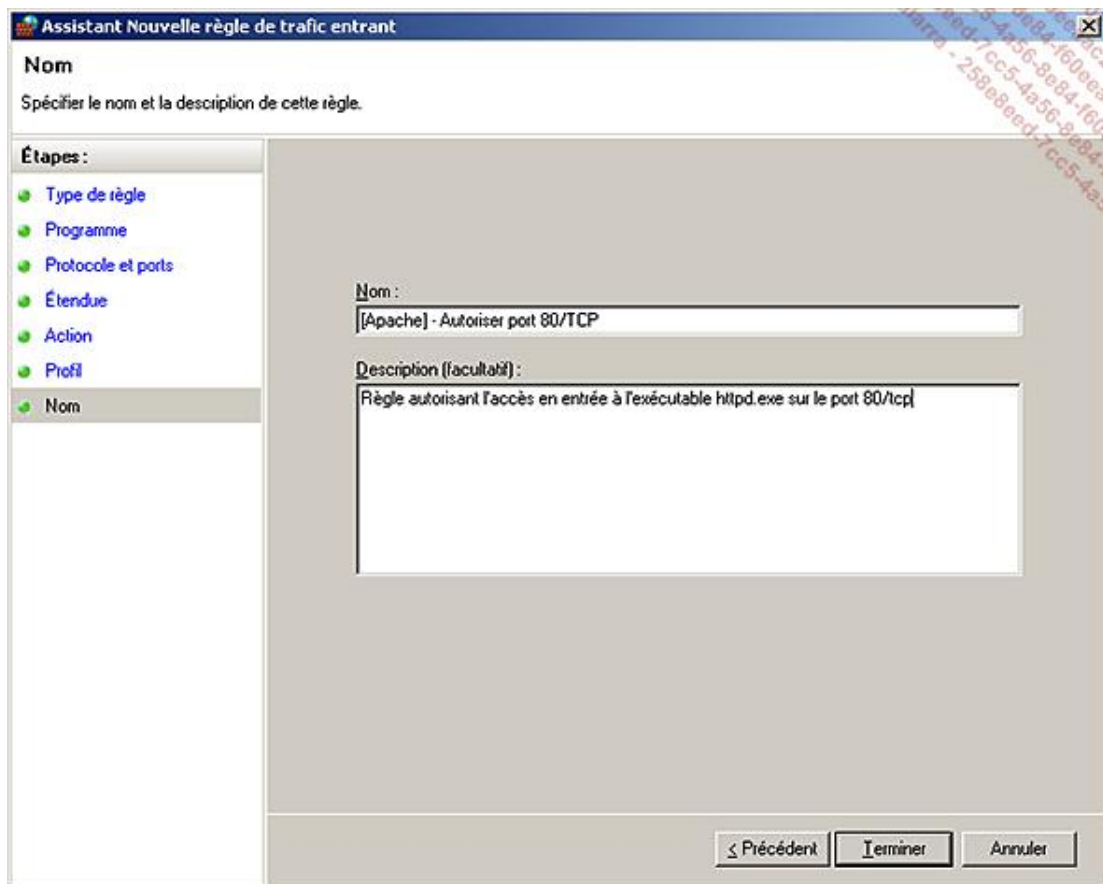 Assistant Nouvelle règle de trafic entrant
Nom
Spécifier le nom et la description de cette règle.
Étapes :
Type de règle
Programme
Protocole et ports
Étendue
Action
Profil
Nom
Nom :
[Apache] - Autoriser port 80/TCP
Description (facultatif) :
Règle autorisant l'accès en entrée à l'exécutable httpd.exe sur le port 80/tcp
< Précédent
Terminer
Annuler